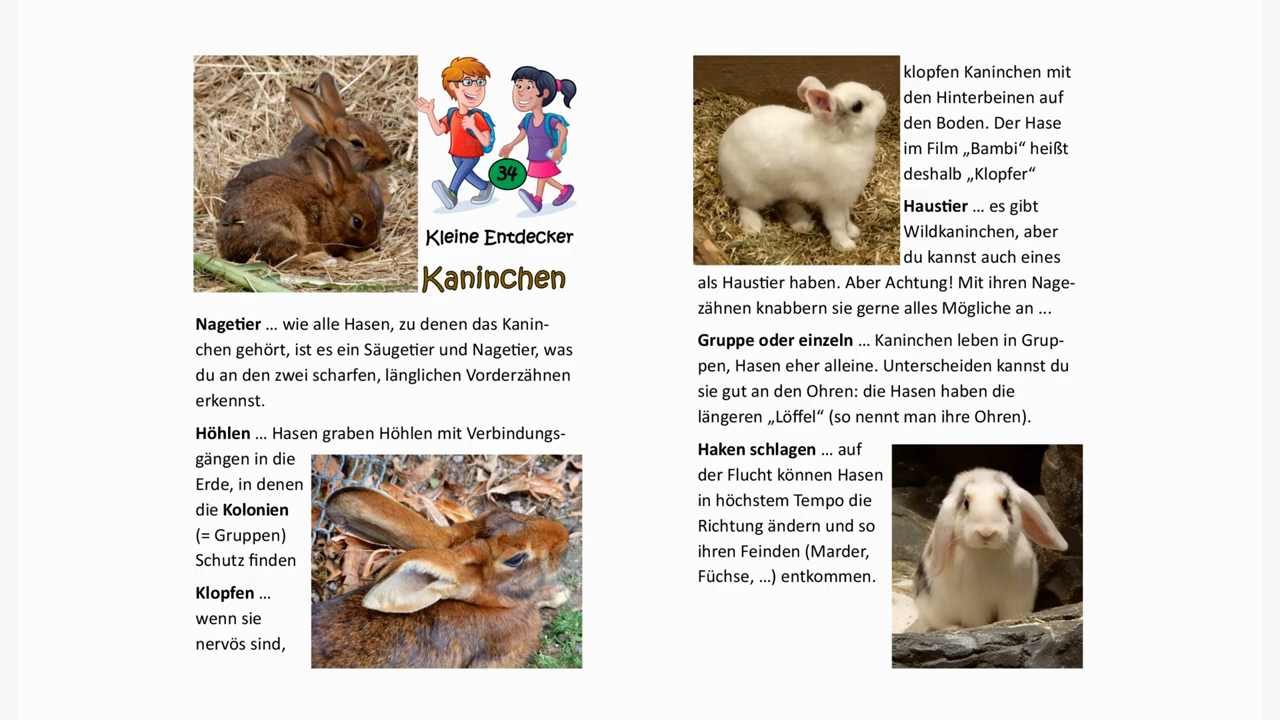 34
Kleine Entdecker
Kaninchen
Nagetier ... wie alle Hasen, zu denen das Kanin-
chen gehört, ist es ein Säugetier und Nagetier, was
du an den zwei scharfen, länglichen Vorderzähnen
erkennst.
Höhlen ... Hasen graben Höhlen mit Verbindungs-
gängen in die
Erde, in denen
die Kolonien
(= Gruppen)
Schutz finden
Klopfen ...
wenn sie
nervös sind,
klopfen Kaninchen mit
den Hinterbeinen auf
den Boden. Der Hase
im Film „Bambi“ heißt
deshalb „Klopfer“
Haustier ... es gibt
Wildkaninchen, aber
du kannst auch eines
als Haustier haben. Aber Achtung! Mit ihren Nage-
zähnen knabbern sie gerne alles Mögliche an ...
Gruppe oder einzeln ... Kaninchen leben in Grup-
pen, Hasen eher alleine. Unterscheiden kannst du
sie gut an den Ohren: die Hasen haben die
längeren „Löffel“ (so nennt man ihre Ohren).
Haken schlagen ... auf
der Flucht können Hasen
in höchstem Tempo die
Richtung ändern und so
ihren Feinden (Marder,
Füchse, ...) entkommen.